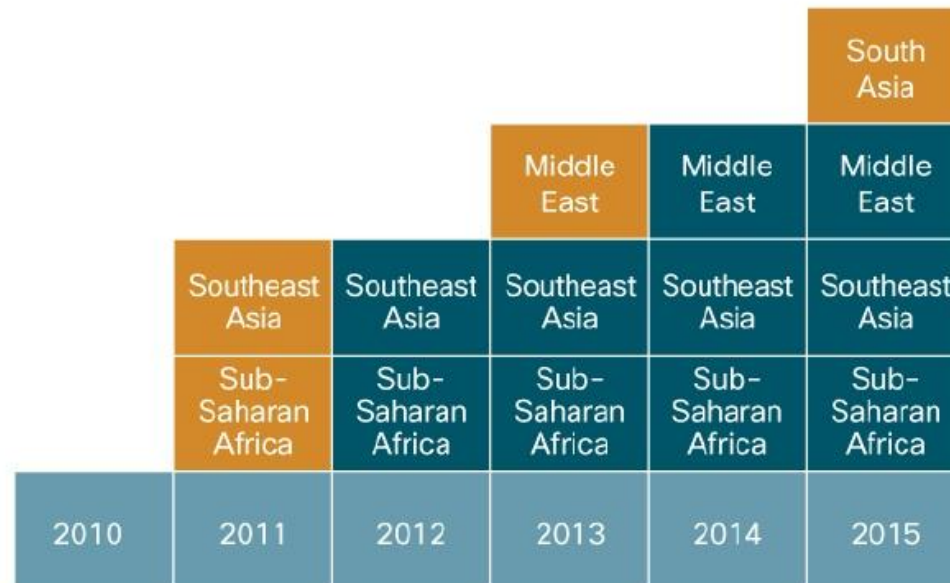 South
Asia
Middle
East
Middle
East
Middle
East
Southeast
Asia
Southeast
Asia
Southeast
Asia
Southeast
Asia
Southeast
Asia
Sub-
Saharan
Africa
Sub-
Saharan
Africa
Sub-
Saharan
Africa
Sub-
Saharan
Africa
Sub-
Saharan
Africa
2010
2011
2012
2013
2014
2015